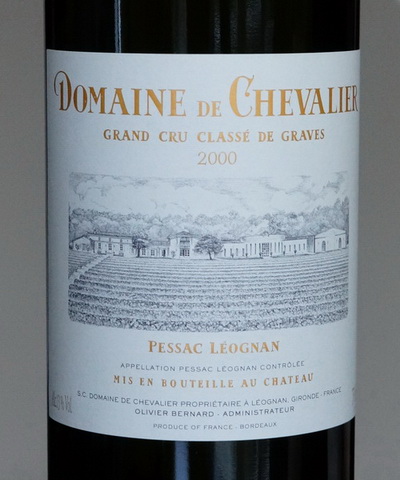 DOMAINE DE CHEVALIER
GRAND CRU CLASSÉ DE GRAVES
2000
PESSAC LÉOGNAN
APPELLATION PESSAC LÉOGNAN CONTRÔLÉE
MIS EN BOUTEILLE AU CHATEAU
S.C. DOMAINE DE CHEVALIER PROPRIÉTAIRE À LÉOGNAN, GIRONDE - FRANCE
OLIVIER BERNARD - ADMINISTRATEUR
PRODUCE OF FRANCE - BORDEAUX